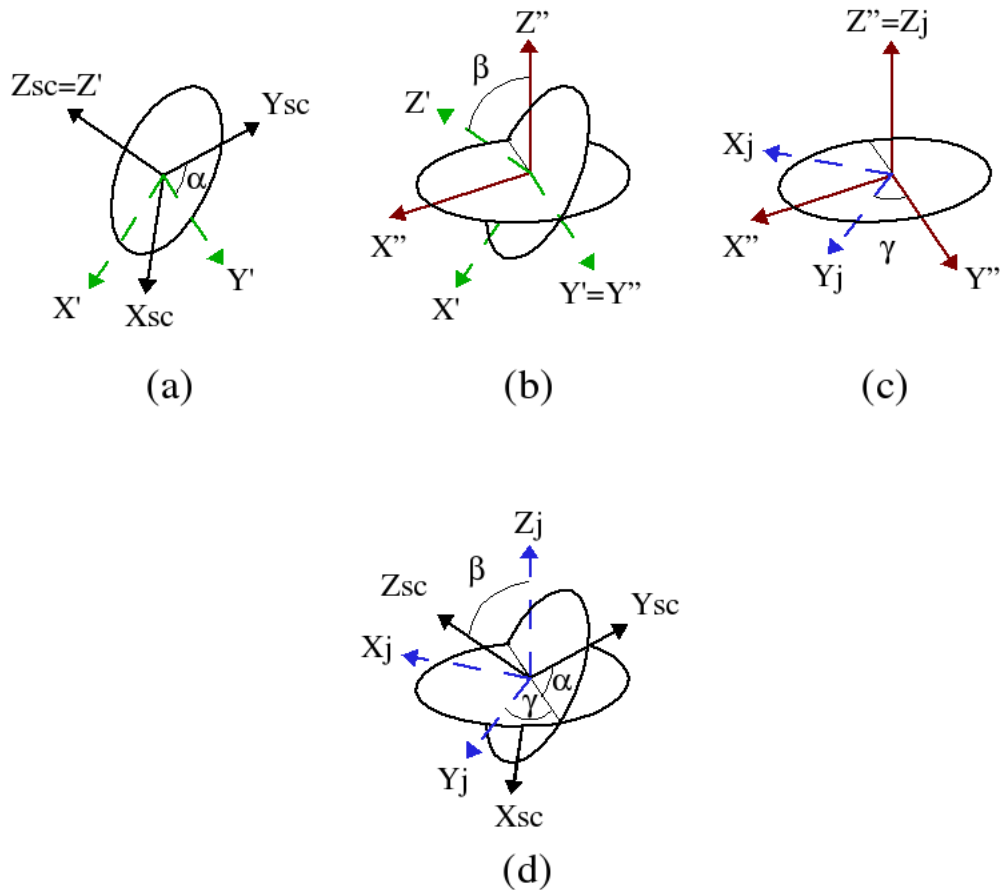 Zsc=Z'
Ysc
α
X'
Xsc
Y'
(a)
Z”
β
Z'
X”
X'
Y'=Y”
(b)
Z”=Zj
Xj
X”
Yj
γ
Y”
(c)
Zj
β
Zsc
Ysc
Xj
α
γ
Yj
Xsc
(d)